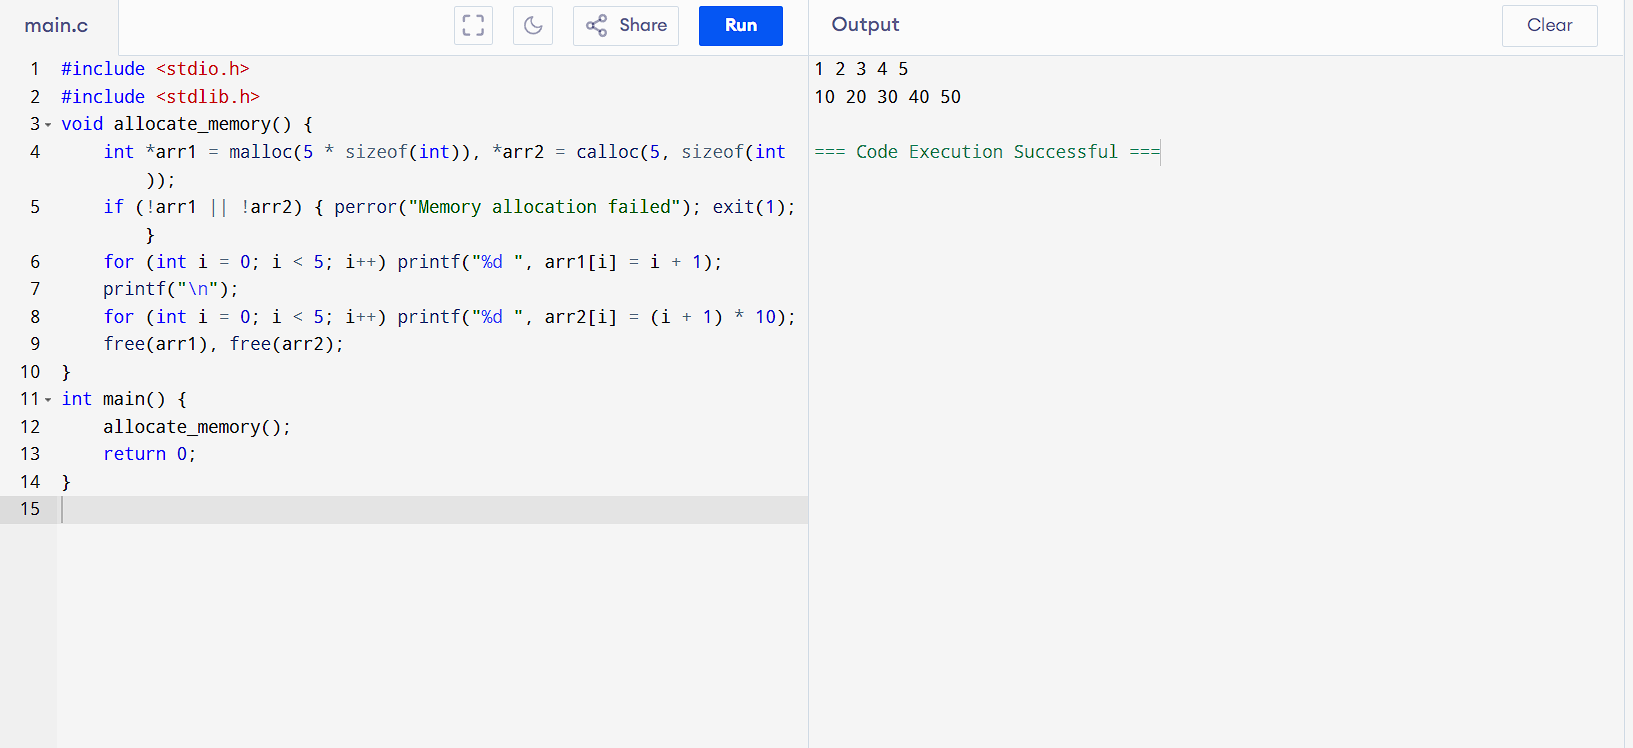 main.c
Share
Run
Output
Clear
1 #include <stdio.h>
2 #include <stdlib.h>
3 void allocate_memory() {
4     int *arr1 = malloc(5 * sizeof(int)), *arr2 = calloc(5, sizeof(int
        ));
5     if (!arr1 || !arr2) { perror("Memory allocation failed"); exit(1);
        }
6     for (int i = 0; i < 5; i++) printf("%d ", arr1[i] = i + 1);
7     printf("\n");
8     for (int i = 0; i < 5; i++) printf("%d ", arr2[i] = (i + 1) * 10);
9     free(arr1), free(arr2);
10 }
11 int main() {
12     allocate_memory();
13     return 0;
14 }
15
1 2 3 4 5
10 20 30 40 50
=== Code Execution Successful ===